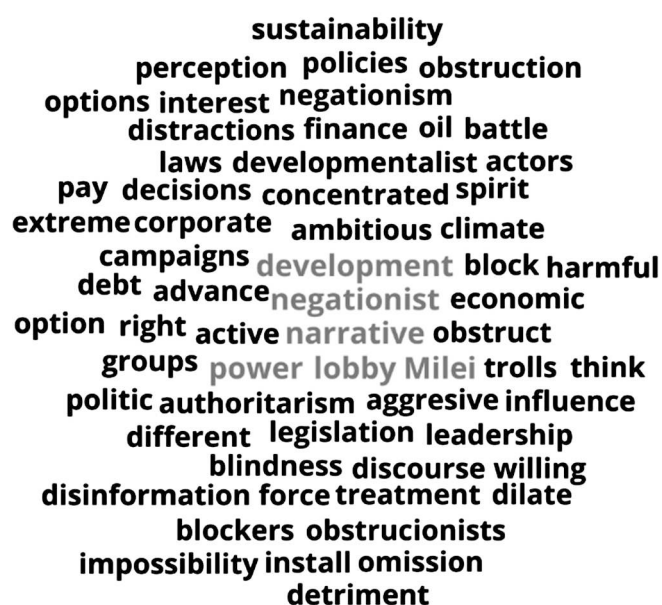 sustainability
perception policies obstruction
options interest negationism
distractions finance oil battle
laws developmentalist actors
pay decisions concentrated spirit
extreme corporate ambitious climate
campaigns development block harmful
debt advance negationist economic
option right active narrative obstruct
groups power lobby Milei trolls think
politic authoritarism aggresive influence
different legislation leadership
blindness discourse willing
disinformation force treatment dilate
blockers obstrucionists
impossibility install omission
detriment